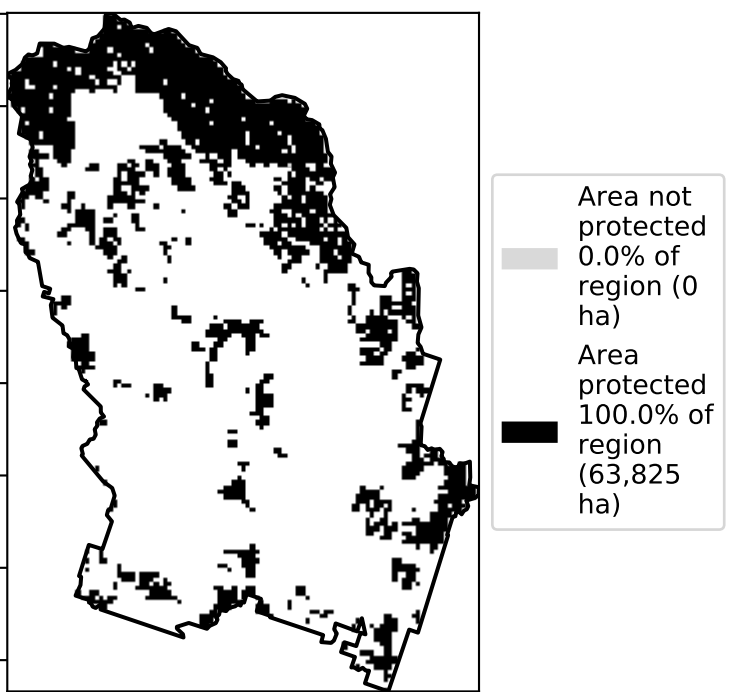 Area not
protected
0.0% of
region (0
ha)
Area
protected
100.0% of
region
(63,825
ha)